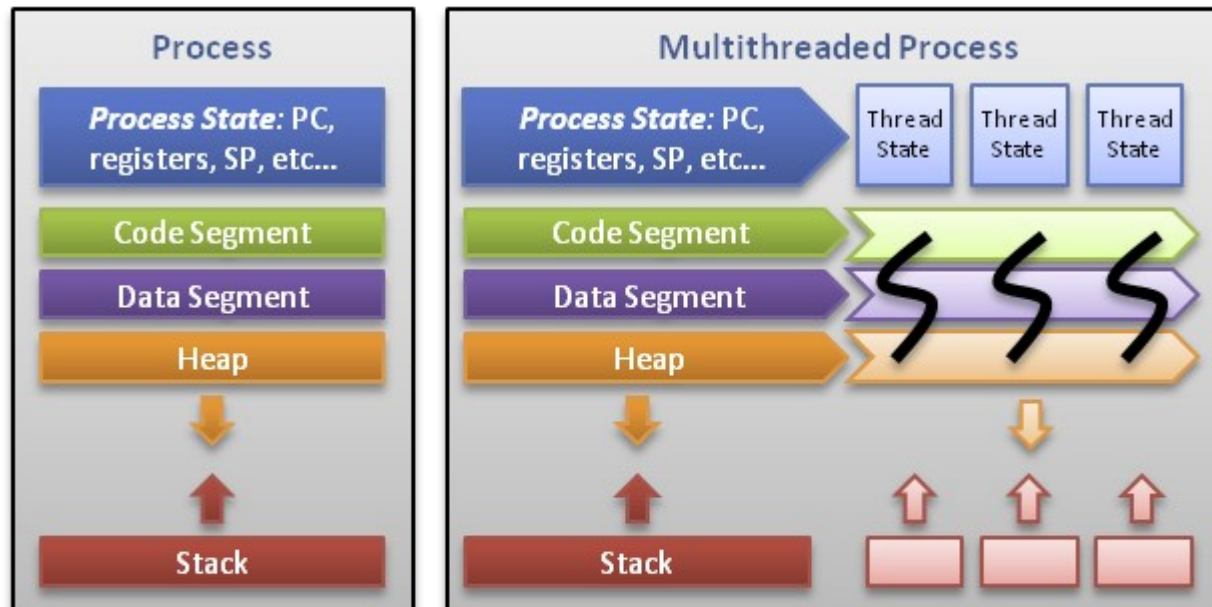 Process
Process State: PC,
registers, SP, etc...
Code Segment
Data Segment
Heap
Stack
Multithreaded Process
Process State: PC,
registers, SP, etc...
Thread
State
Thread
State
Thread
State
Code Segment
Data Segment
Heap
Stack